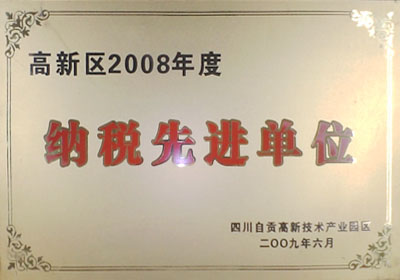 高新区2008年度
纳税先进单位
四川自贡高新技术产业园区
二〇〇九年六月